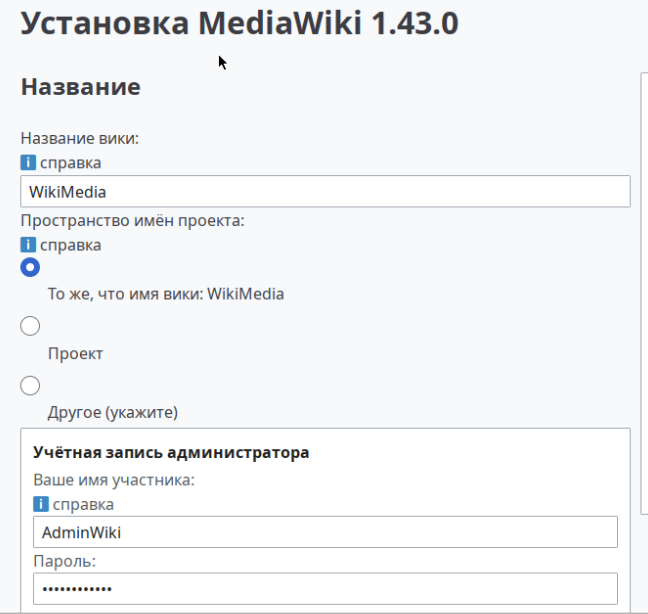 Установка MediaWiki 1.43.0
Название
Название вики:
i справка
WikiMedia
Пространство имён проекта:
i справка
То же, что имя вики: WikiMedia
Проект
Другое (укажите)
Учётная запись администратора
Ваше имя участника:
i справка
AdminWiki
Пароль:
••••••••••••